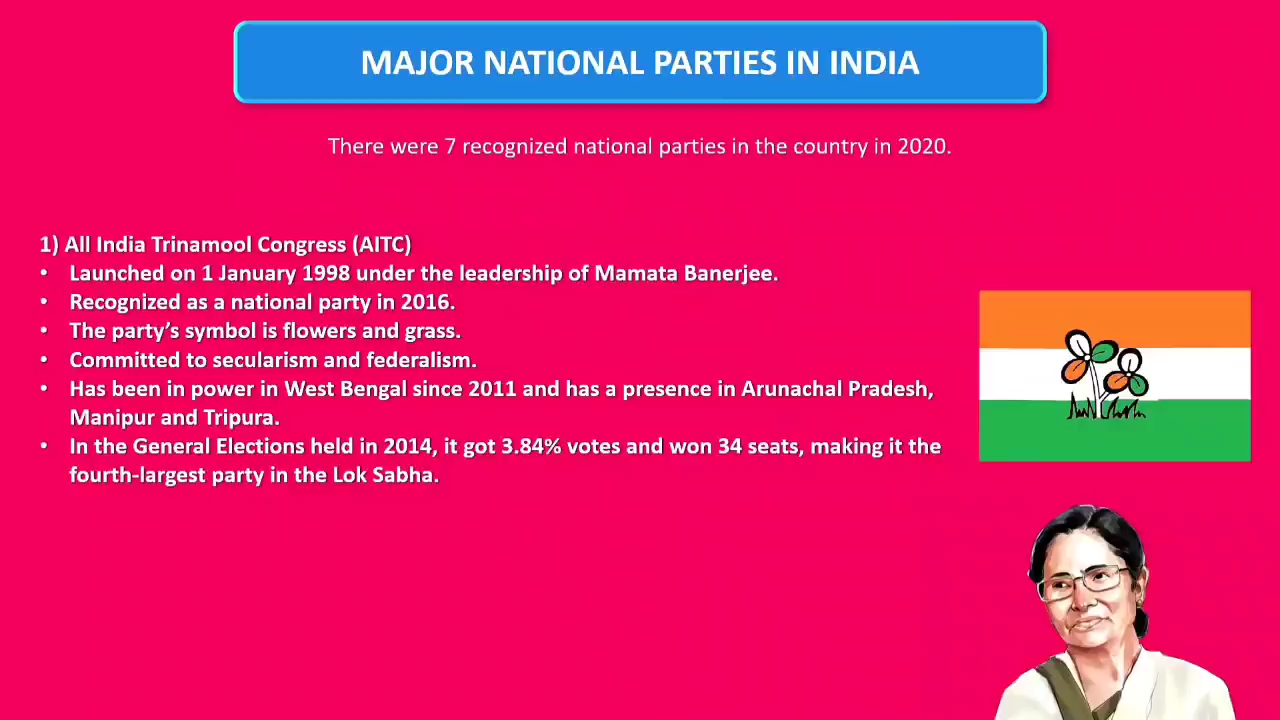 MAJOR NATIONAL PARTIES IN INDIA
There were 7 recognized national parties in the country in 2020.
1) All India Trinamool Congress (AITC)
• Launched on 1 January 1998 under the leadership of Mamata Banerjee.
• Recognized as a national party in 2016.
• The party’s symbol is flowers and grass.
• Committed to secularism and federalism.
• Has been in power in West Bengal since 2011 and has a presence in Arunachal Pradesh,
Manipur and Tripura.
• In the General Elections held in 2014, it got 3.84% votes and won 34 seats, making it the
fourth-largest party in the Lok Sabha.